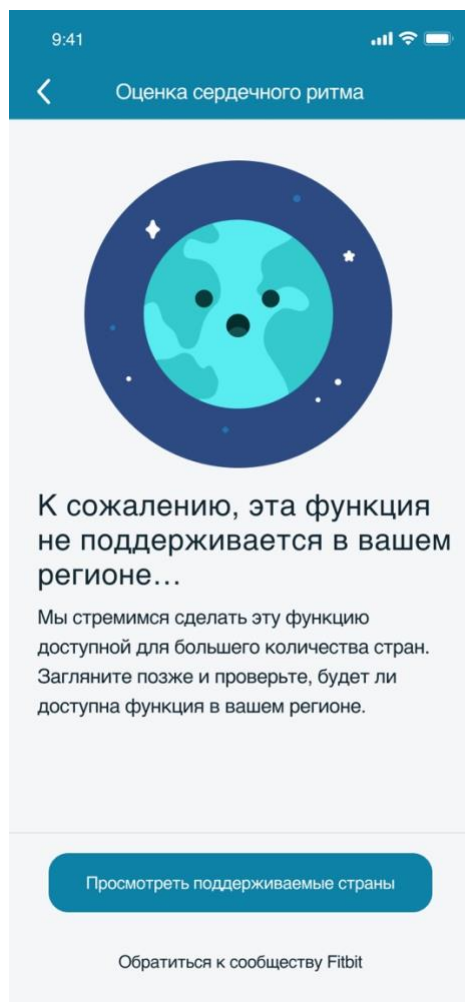 9:41
Оценка сердечного ритма
К сожалению, эта функция
не поддерживается в вашем
регионе...
Мы стремимся сделать эту функцию
доступной для большего количества стран.
Загляните позже и проверьте, будет ли
доступна функция в вашем регионе.
Просмотреть поддерживаемые страны
Обратиться к сообществу Fitbit